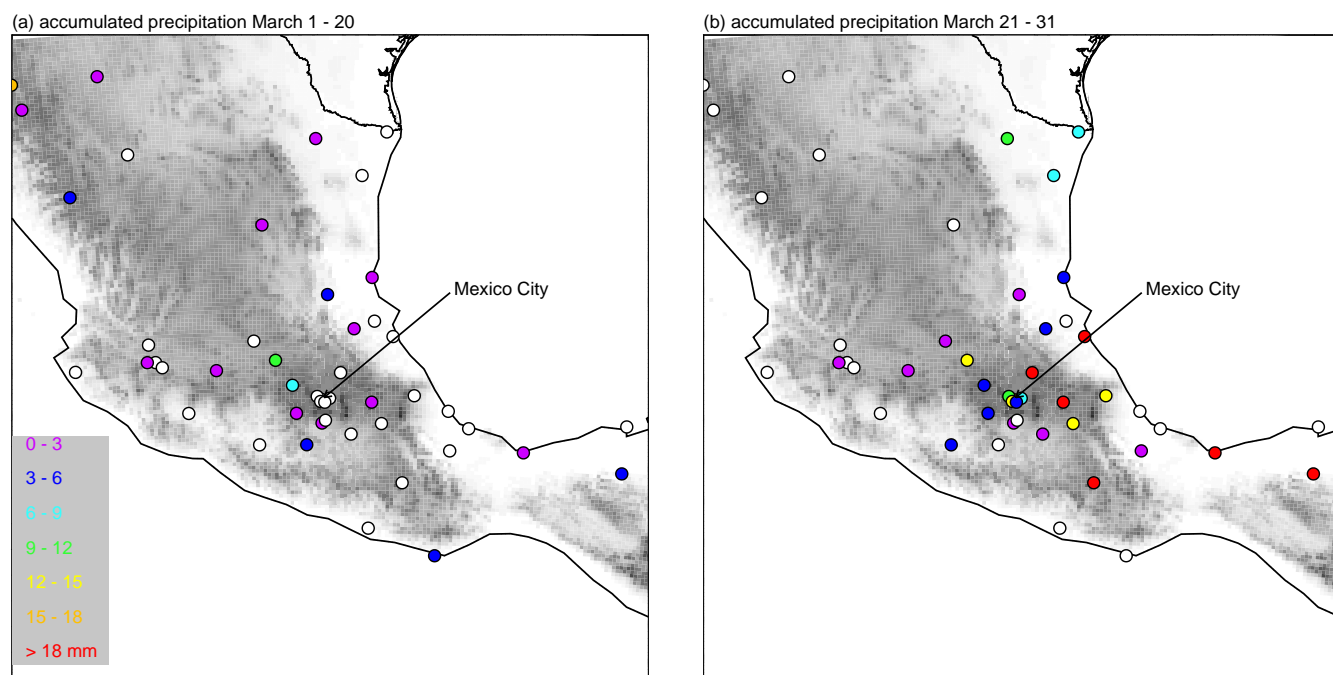 (a) accumulated precipitation March 1 - 20
Mexico City
0 - 3
3 - 6
6 - 9
9 - 12
12 - 15
15 - 18
> 18 mm
(b) accumulated precipitation March 21 - 31
Mexico City